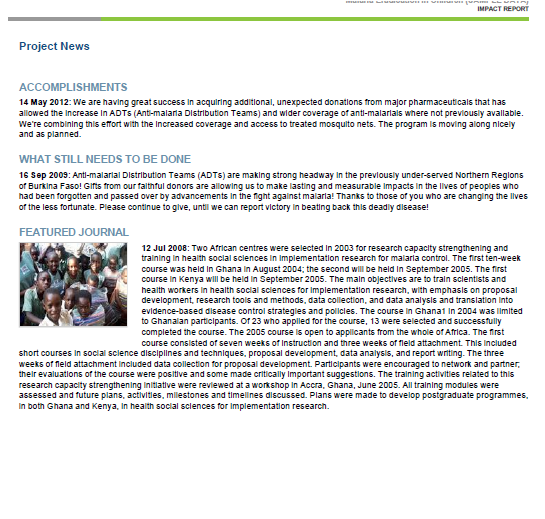 IMPACT REPORT
Project News
ACCOMPLISHMENTS
14 May 2012: We are having great success in acquiring additional, unexpected donations from major pharmaceuticals that has
allowed the increase in ADTs (Anti-malaria Distribution Teams) and wider coverage of anti-malarials where not previously available.
We're combining this effort with the increased coverage and access to treated mosquito nets. The program is moving along nicely
and as planned.
WHAT STILL NEEDS TO BE DONE
16 Sep 2009: Anti-malarial Distribution Teams (ADTs) are making strong headway in the previously under-served Northern Regions
of Burkina Faso! Gifts from our faithful donors are allowing us to make lasting and measurable impacts in the lives of peoples who
had been forgotten and passed over by advancements in the fight against malaria! Thanks to those of you who are changing the lives
of the less fortunate. Please continue to give, until we can report victory in beating back this deadly disease!
FEATURED JOURNAL
12 Jul 2008: Two African centres were selected in 2003 for research capacity strengthening and
training in health social sciences in implementation research for malaria control. The first ten-week
course was held in Ghana in August 2004; the second will be held in September 2005. The first
course in Kenya will be held in September 2005. The main objectives are to train scientists and
health workers in health social sciences for implementation research, with emphasis on proposal
development, research tools and methods, data collection, and data analysis and translation into
evidence-based disease control strategies and policies. The course in Ghana1 in 2004 was limited
to Ghanaian participants. Of 23 who applied for the course, 13 were selected and successfully
completed the course. The 2005 course is open to applicants from the whole of Africa. The first
course consisted of seven weeks of instruction and three weeks of field attachment. This included
short courses in social science disciplines and techniques, proposal development, data analysis, and report writing. The three
weeks of field attachment included data collection for proposal development. Participants were encouraged to network and partner;
their evaluations of the course were positive and some made critically important suggestions. The training activities related to this
research capacity strengthening initiative were reviewed at a workshop in Accra, Ghana, June 2005. All training modules were
assessed and future plans, activities, milestones and timelines discussed. Plans were made to develop postgraduate programmes,
in both Ghana and Kenya, in health social sciences for implementation research.